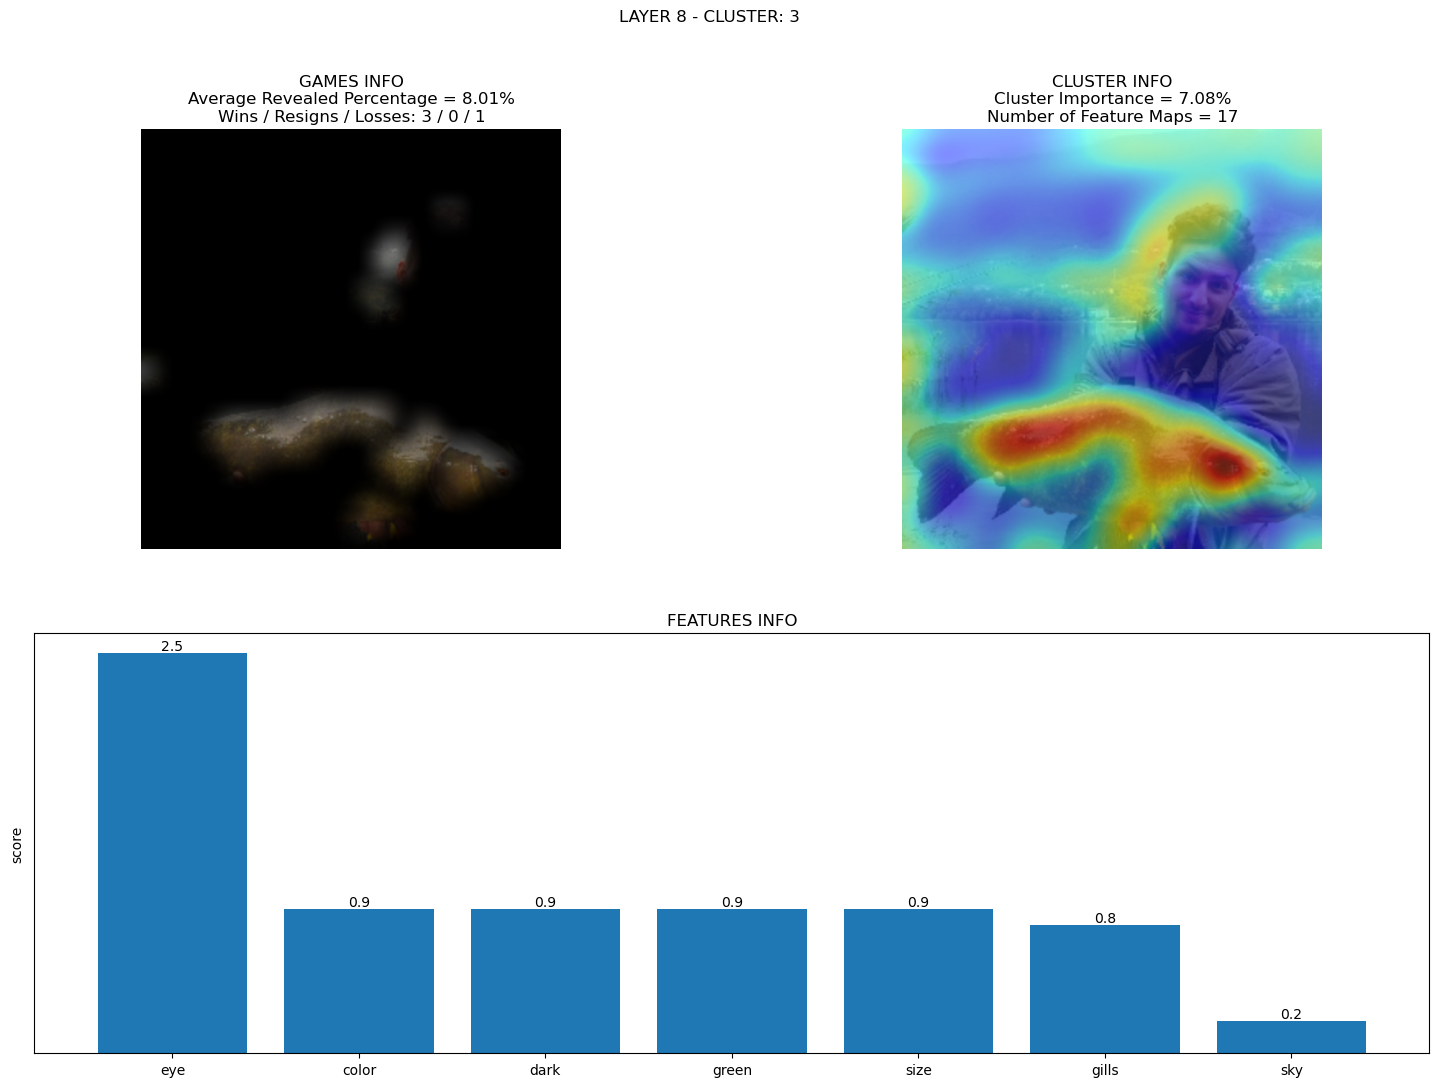 LAYER 8 - CLUSTER: 3
GAMES INFO
Average Revealed Percentage = 8.01%
Wins / Resigns / Losses: 3 / 0 / 1
CLUSTER INFO
Cluster Importance = 7.08%
Number of Feature Maps = 17
FEATURES INFO
score
2.5
0.9
0.9
0.9
0.9
0.8
0.2
eye
color
dark
green
size
gills
sky